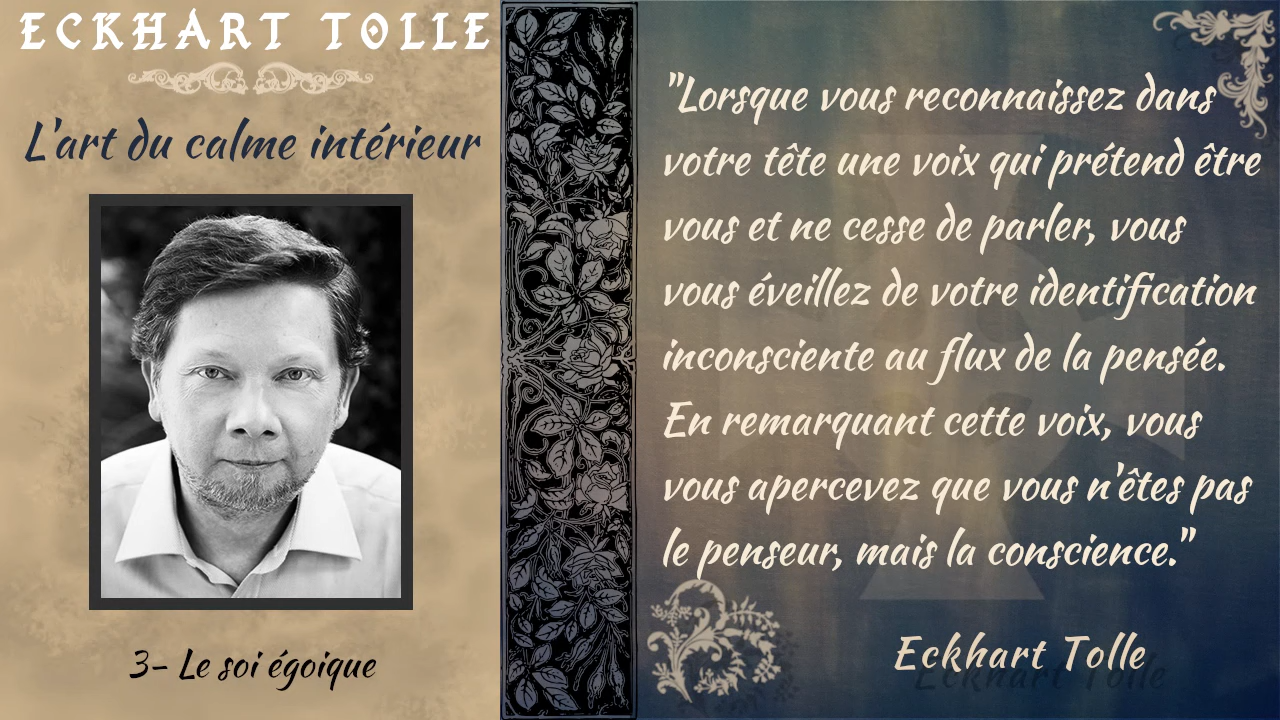 ECKHART TOLLE
L'art du calme intérieur
3- Le soi égoique
"Lorsque vous reconnaissez dans
votre tête une voix qui prétend être
vous et ne cesse de parler, vous
vous éveillez de votre identification
inconsciente au flux de la pensée.
En remarquant cette voix, vous
vous apercevez que vous n'êtes pas
le penseur, mais la conscience."
Eckhart Tolle